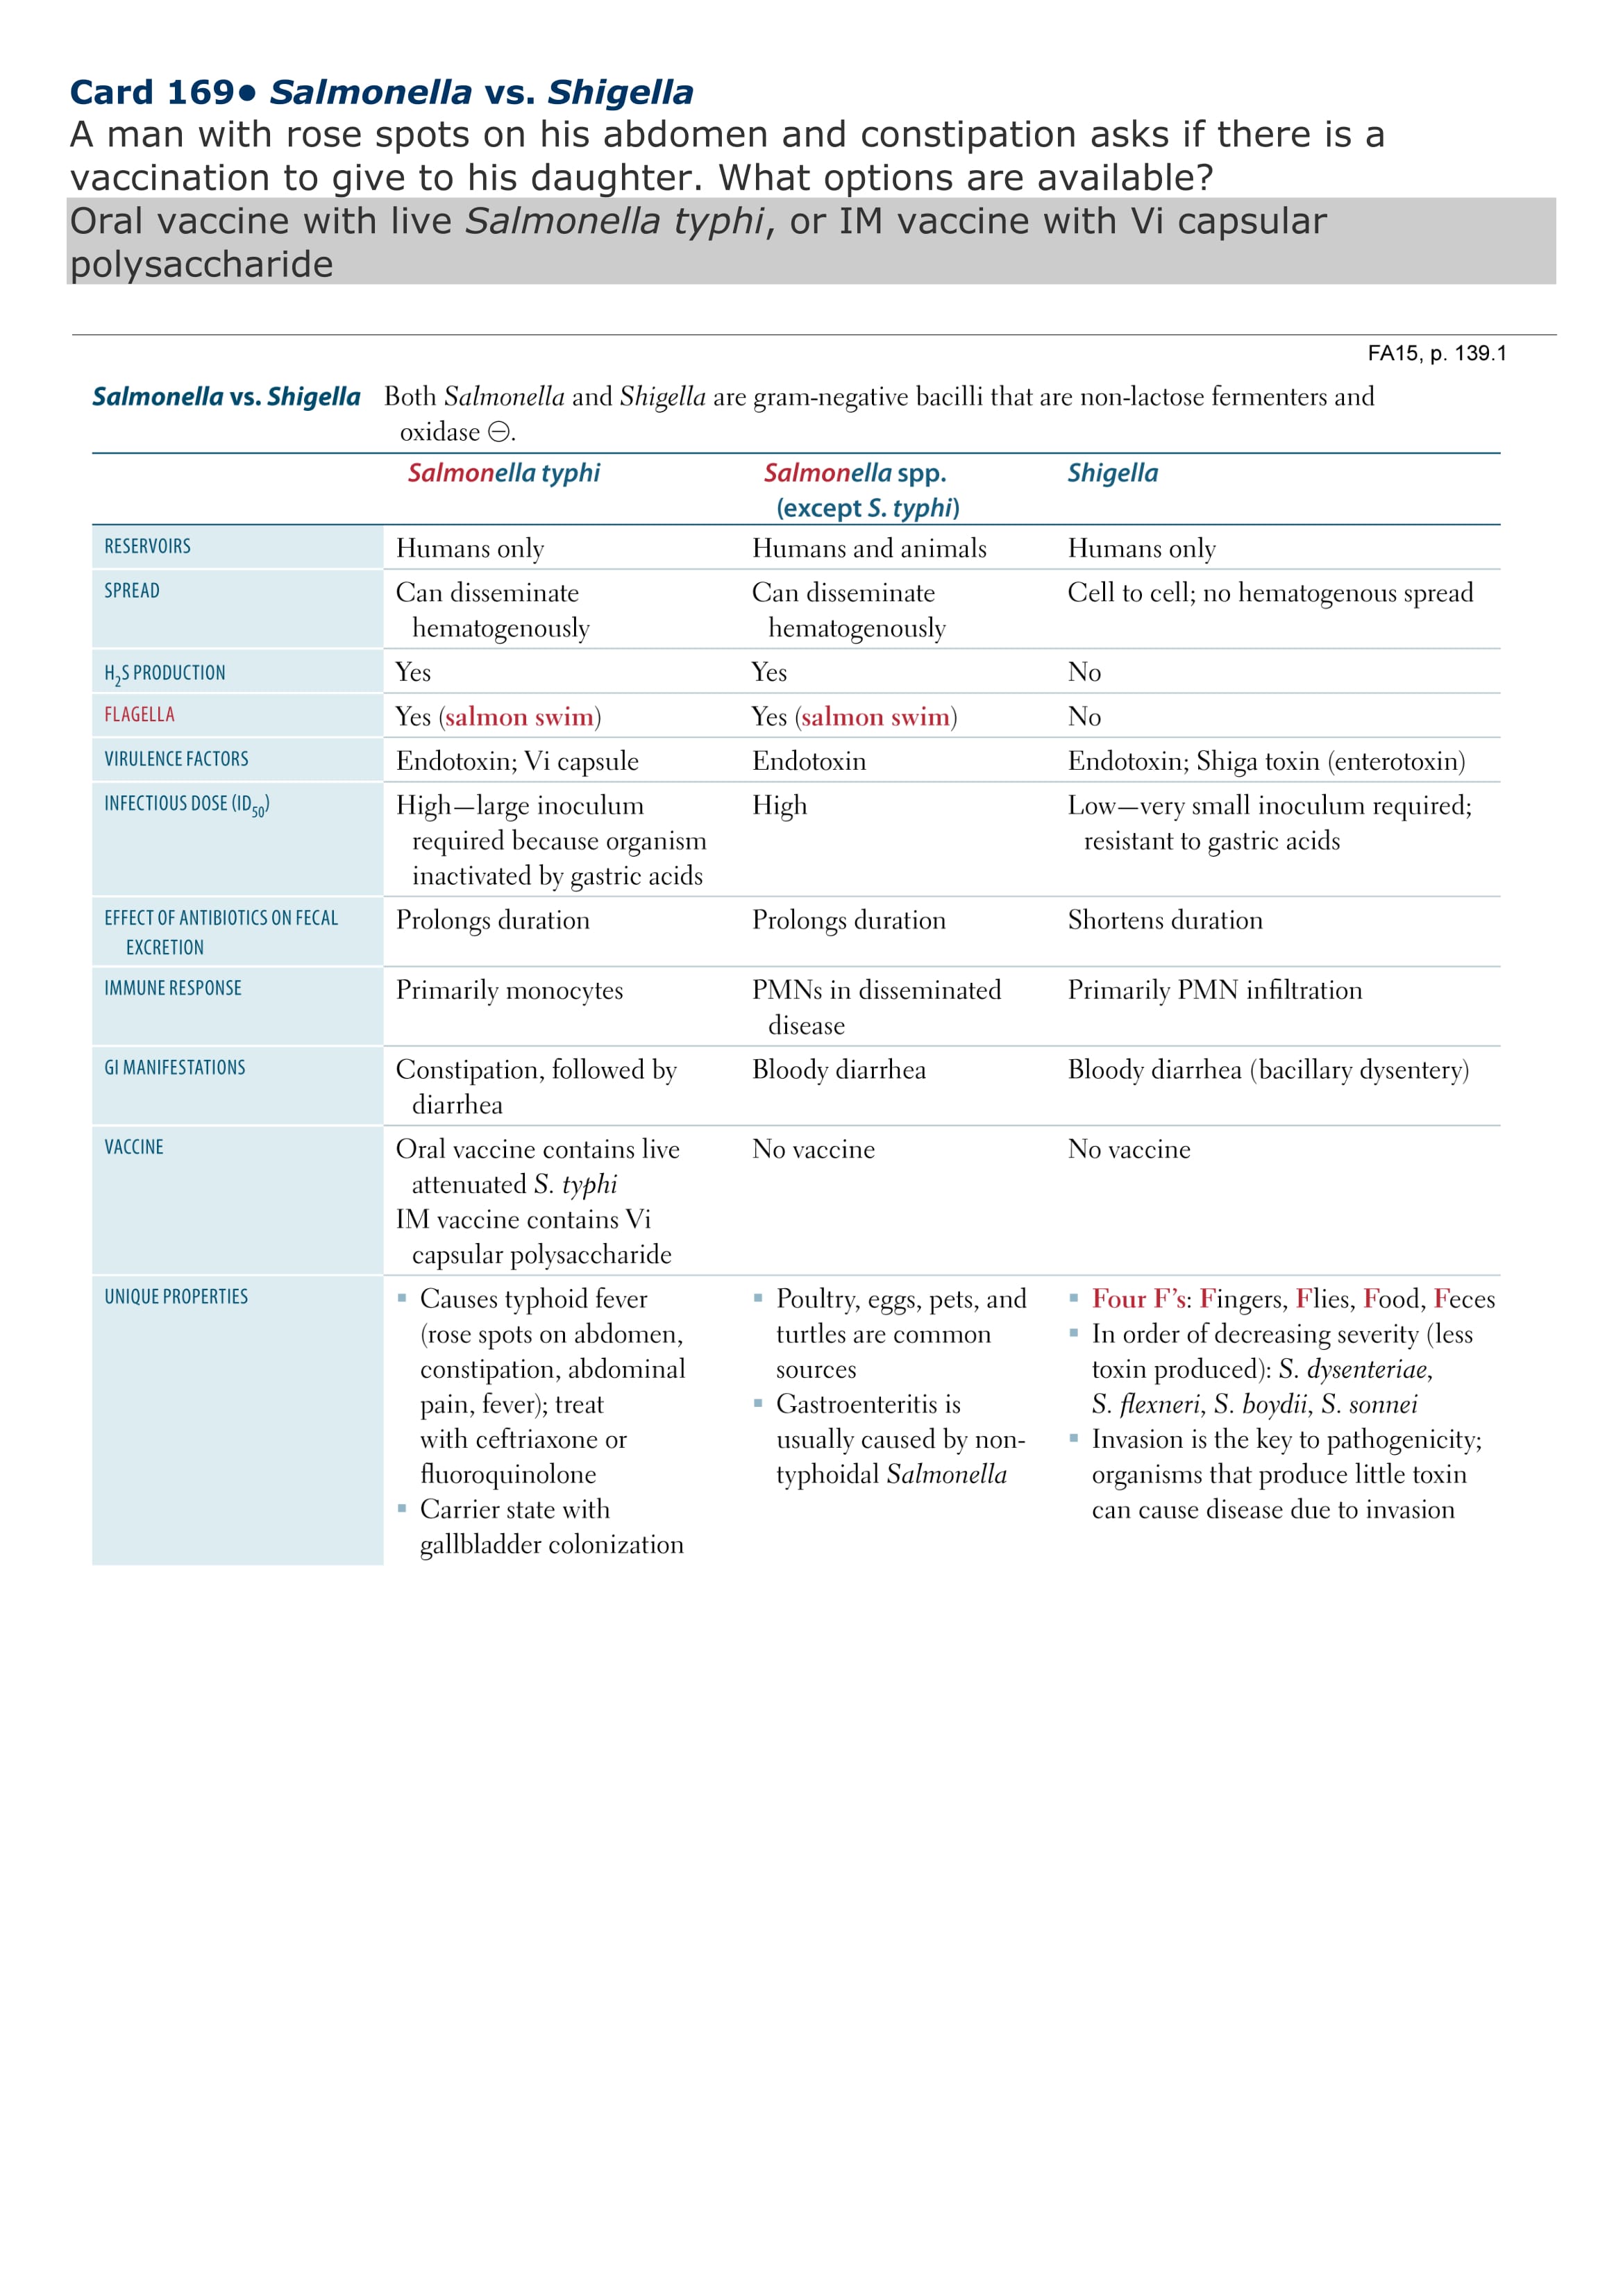 Card 169• Salmonella vs. Shigella
A man with rose spots on his abdomen and constipation asks if there is a
vaccination to give to his daughter. What options are available?
Oral vaccine with live Salmonella typhi, or IM vaccine with Vi capsular
polysaccharide
FA15, p. 139.1
Salmonella vs. Shigella Both Salmonella and Shigella are gram-negative bacilli that are non-lactose fermenters and
oxidase ⊖.
Salmonella typhi Salmonella spp. Shigella
(except S. typhi)
RESERVOIRS Humans only Humans and animals Humans only
SPREAD Can disseminate Can disseminate Cell to cell; no hematogenous spread
hematogenously hematogenously
H₂S PRODUCTION Yes Yes No
FLAGELLA Yes (salmon swim) Yes (salmon swim) No
VIRULENCE FACTORS Endotoxin; Vi capsule Endotoxin Endotoxin; Shiga toxin (enterotoxin)
INFECTIOUS DOSE (ID₅₀) High—large inoculum High Low—very small inoculum required;
required because organism resistant to gastric acids
inactivated by gastric acids
EFFECT OF ANTIBIOTICS ON FECAL Prolongs duration Prolongs duration Shortens duration
EXCRETION
IMMUNE RESPONSE Primarily monocytes PMNs in disseminated Primarily PMN infiltration
disease
GI MANIFESTATIONS Constipation, followed by Bloody diarrhea Bloody diarrhea (bacillary dysentery)
diarrhea
VACCINE Oral vaccine contains live No vaccine No vaccine
attenuated S. typhi
IM vaccine contains Vi
capsular polysaccharide
UNIQUE PROPERTIES ▪ Causes typhoid fever ▪ Poultry, eggs, pets, and ▪ Four F's: Fingers, Flies, Food, Feces
(rose spots on abdomen, turtles are common ▪ In order of decreasing severity (less
constipation, abdominal sources toxin produced): S. dysenteriae,
pain, fever); treat ▪ Gastroenteritis is S. flexneri, S. boydii, S. sonnei
with ceftriaxone or usually caused by non- ▪ Invasion is the key to pathogenicity;
fluoroquinolone typhoidal Salmonella organisms that produce little toxin
▪ Carrier state with can cause disease due to invasion
gallbladder colonization